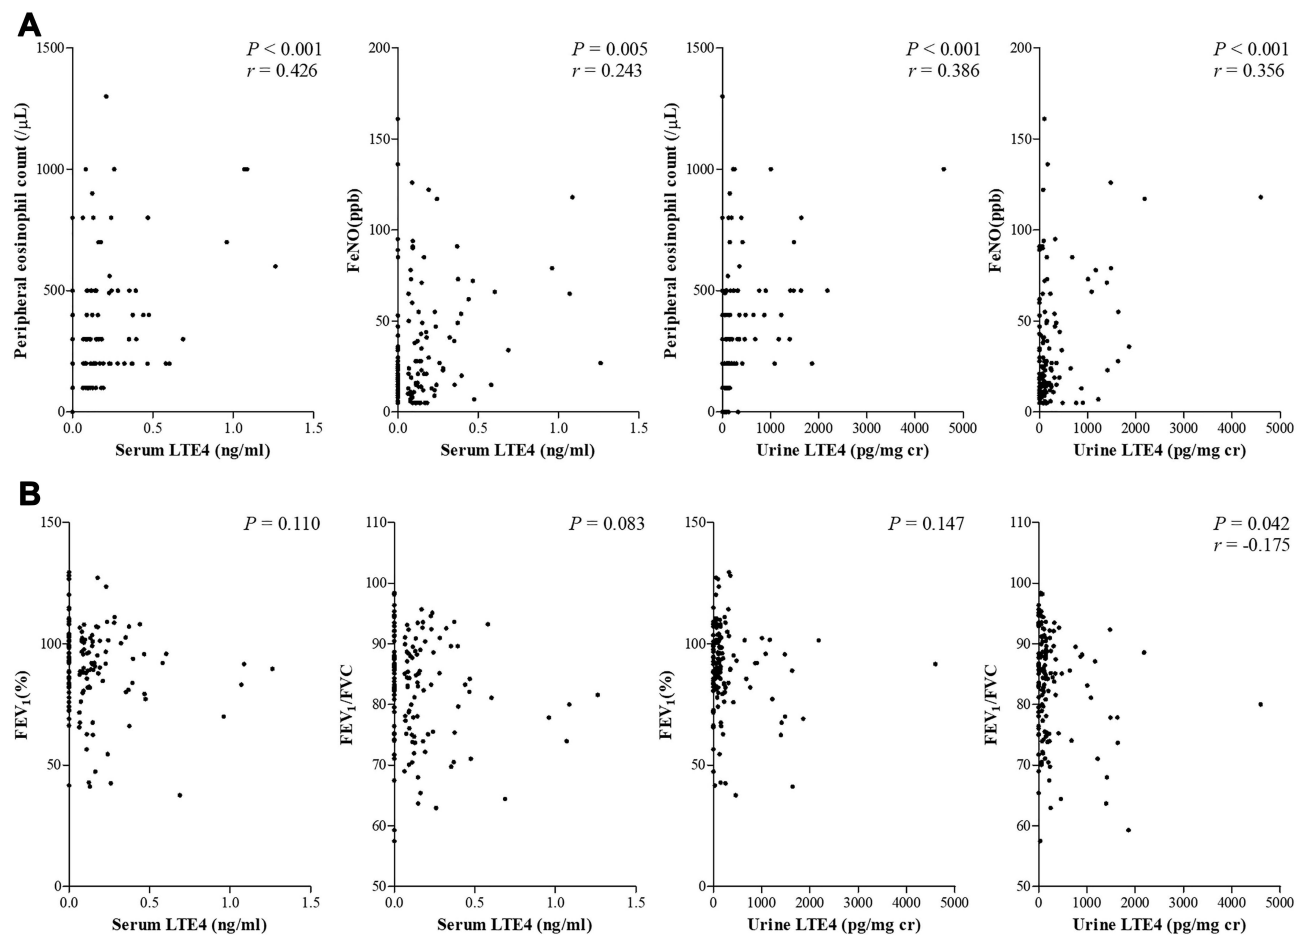 A
P < 0.001
r = 0.426
Peripheral eosinophil count (/μL)
1500
1000
500
0
0.0 0.5 1.0 1.5
Serum LTE4 (ng/ml)
P = 0.005
r = 0.243
FeNO(ppb)
200
150
100
50
0
0.0 0.5 1.0 1.5
Serum LTE4 (ng/ml)
P < 0.001
r = 0.386
Peripheral eosinophil count (/μL)
1500
1000
500
0
0 1000 2000 3000 4000 5000
Urine LTE4 (pg/mg cr)
P < 0.001
r = 0.356
FeNO(ppb)
200
150
100
50
0
0 1000 2000 3000 4000 5000
Urine LTE4 (pg/mg cr)
B
P = 0.110
FEV1(%)
150
100
50
0
0.0 0.5 1.0 1.5
Serum LTE4 (ng/ml)
P = 0.083
FEV1/FVC
110
100
90
80
70
60
50
0.0 0.5 1.0 1.5
Serum LTE4 (ng/ml)
P = 0.147
FEV1(%)
150
100
50
0
0 1000 2000 3000 4000 5000
Urine LTE4 (pg/mg cr)
P = 0.042
r = -0.175
FEV1/FVC
110
100
90
80
70
60
50
0 1000 2000 3000 4000 5000
Urine LTE4 (pg/mg cr)